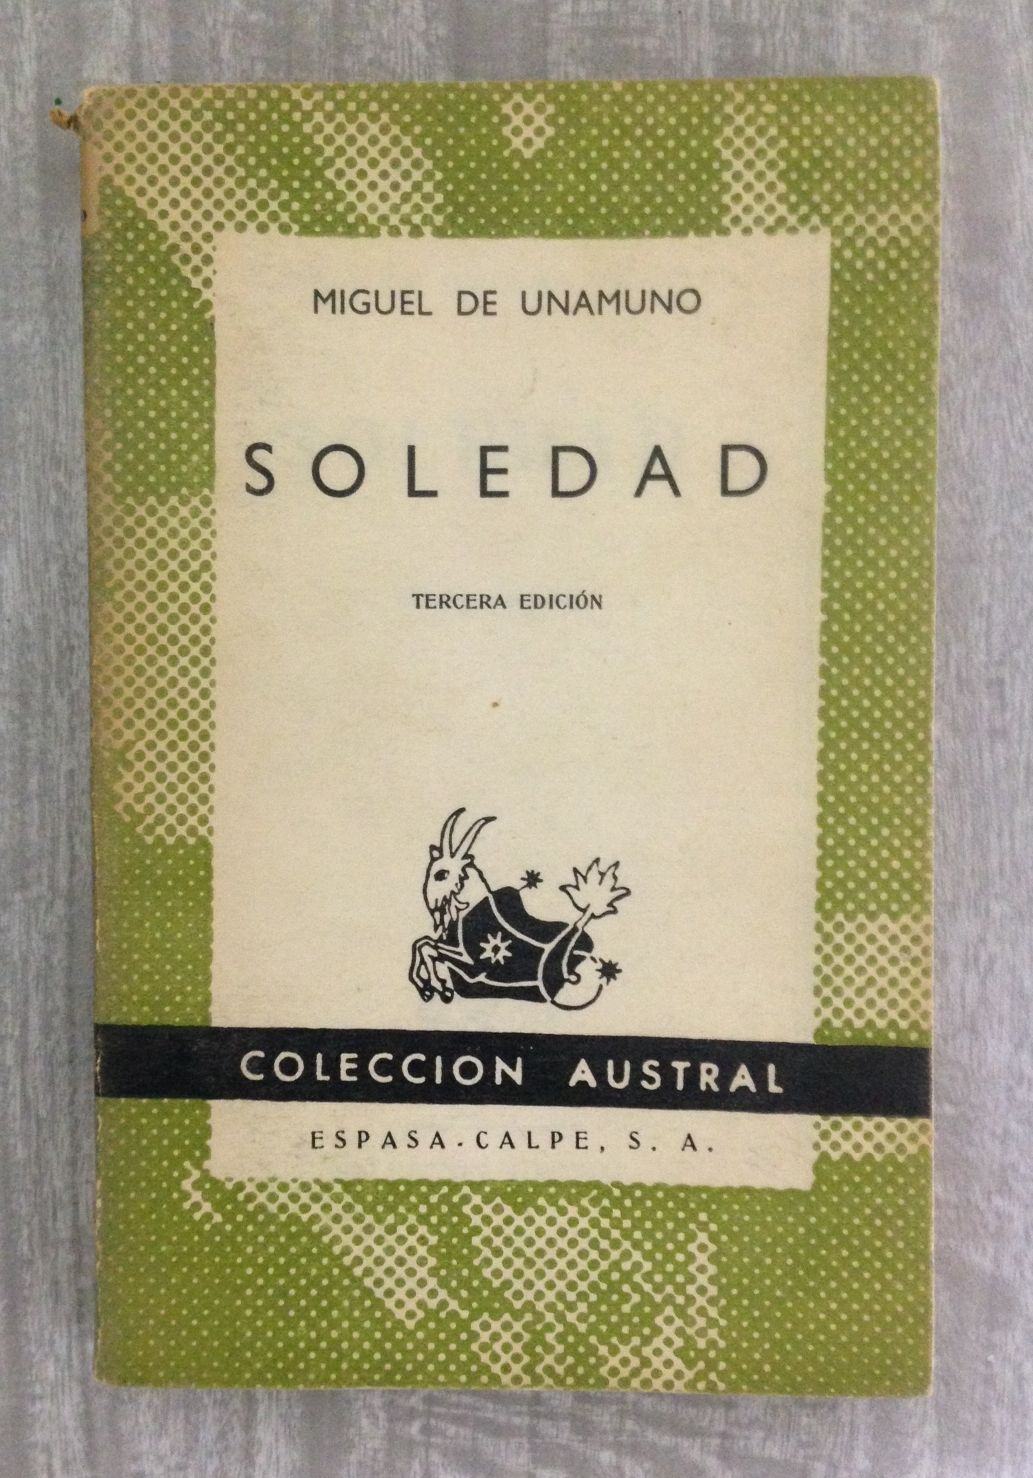 MIGUEL DE UNAMUNO
SOLEDAD
TERCERA EDICIÓN
COLECCION AUSTRAL
ESPASA-CALPE, S. A.